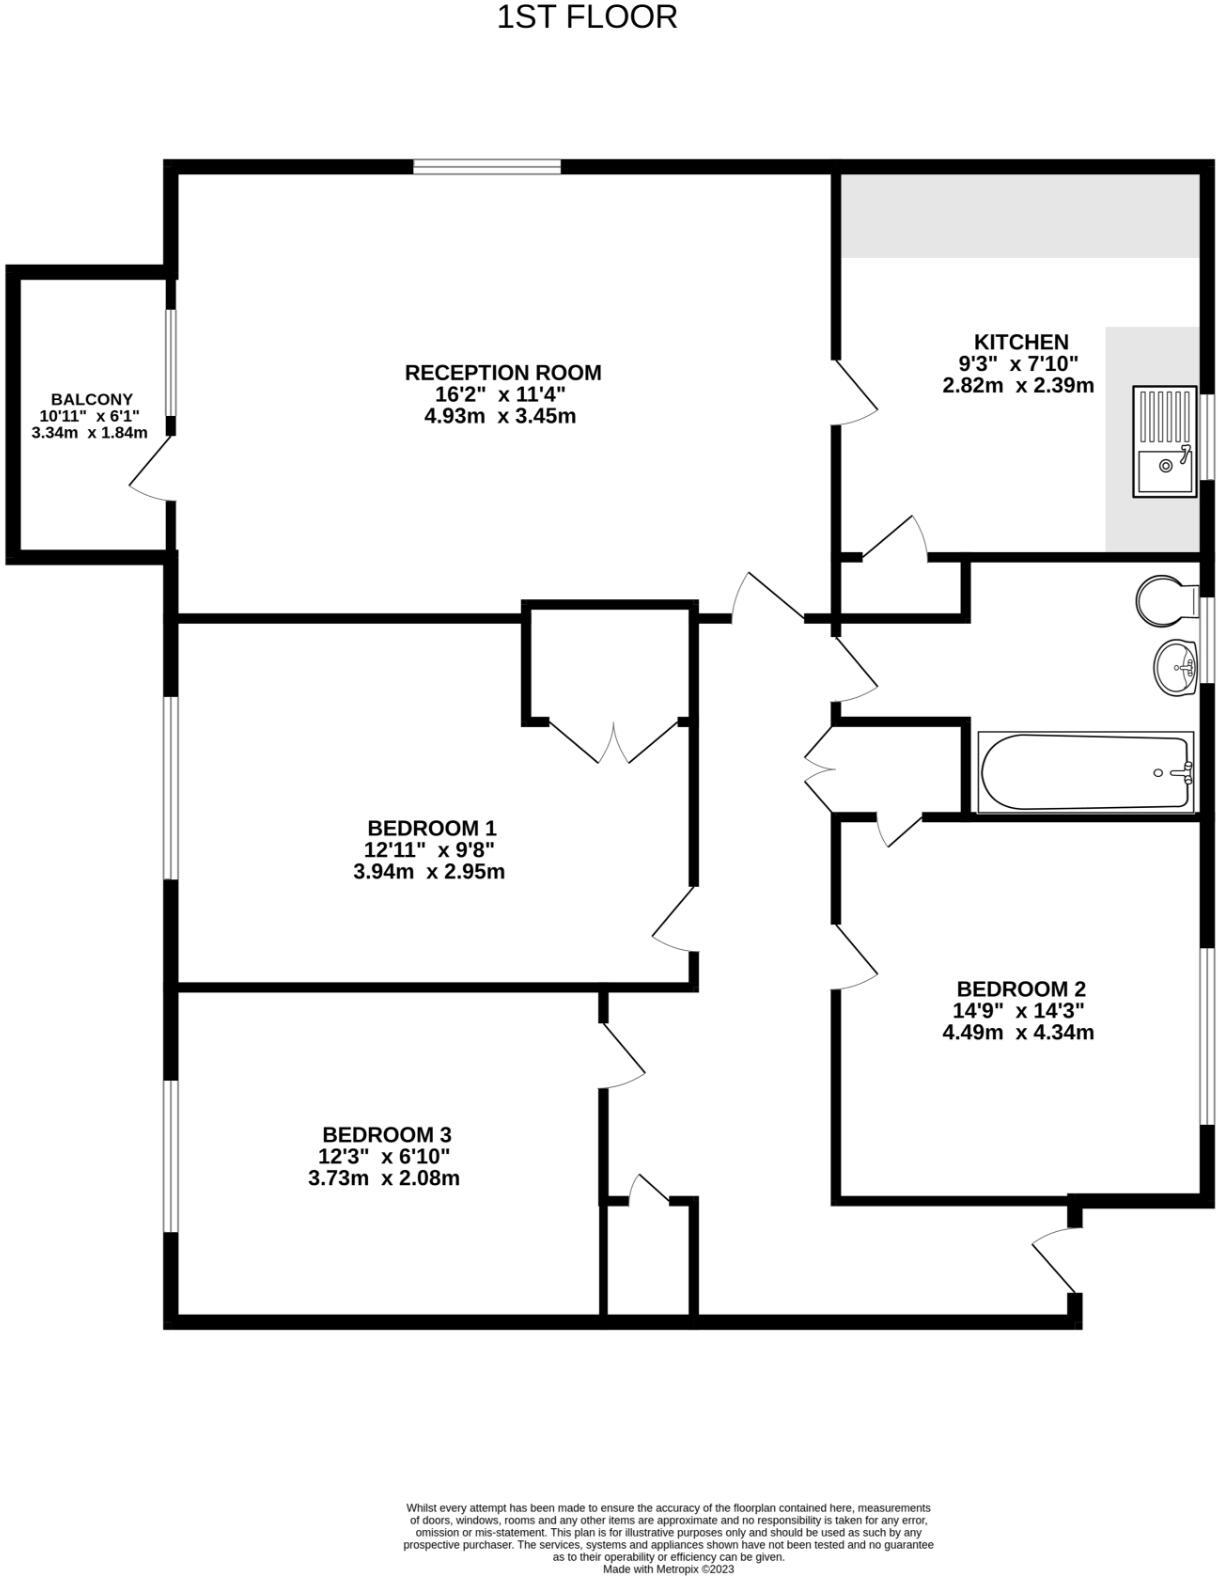 1ST FLOOR
RECEPTION ROOM
16'2" x 11'4"
4.93m x 3.45m
KITCHEN
9'3" x 7'10"
2.82m x 2.39m
BALCONY
10'11" x 6'1"
3.34m x 1.84m
BEDROOM 1
12'11" x 9'8"
3.94m x 2.95m
BEDROOM 2
14'9" x 14'3"
4.49m x 4.34m
BEDROOM 3
12'3" x 6'10"
3.73m x 2.08m
Whilst every attempt has been made to ensure the accuracy of the floorplan contained here, measurements
of doors, windows, rooms and any other items are approximate and no responsibility is taken for any error,
omission or mis-statement. This plan is for illustrative purposes only and should be used as such by any
prospective purchaser. The services, systems and appliances shown have not been tested and no guarantee
as to their operability or efficiency can be given.
Made with Metropix ©2023